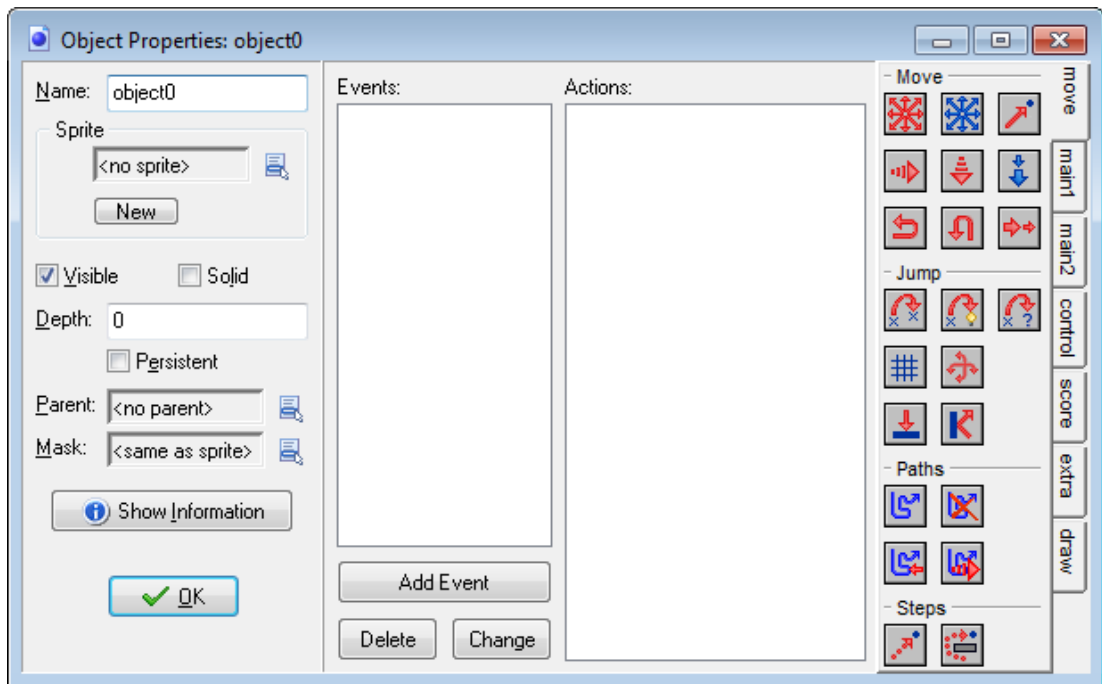 Object Properties: object0
Name: object0
Sprite
<no sprite>
New
Visible Solid
Depth: 0
Persistent
Parent: <no parent>
Mask: <same as sprite>
Show Information
OK
Events:
Add Event
Delete Change
Actions:
Move
Jump
Paths
Steps
move
main1
main2
control
score
extra
draw